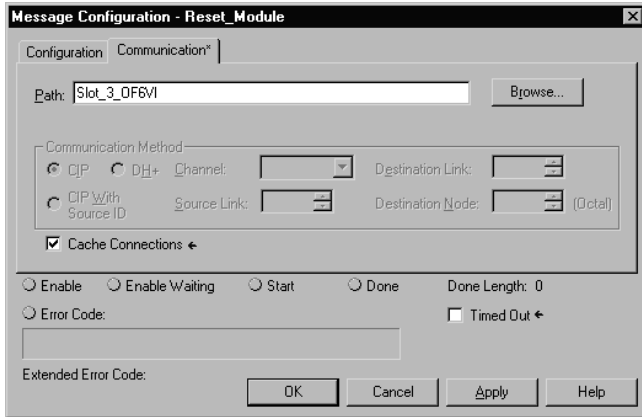 Message Configuration - Reset_Module
Configuration Communication*
Path: Slot_3_OF6VI Browse...
Communication Method
CIP DH+ Channel: Destination Link:
CIP With
Source ID Source Link: Destination Node: (Octal)
Cache Connections ←
Enable Enable Waiting Start Done Done Length: 0
Error Code: Timed Out ←
Extended Error Code:
OK Cancel Apply Help